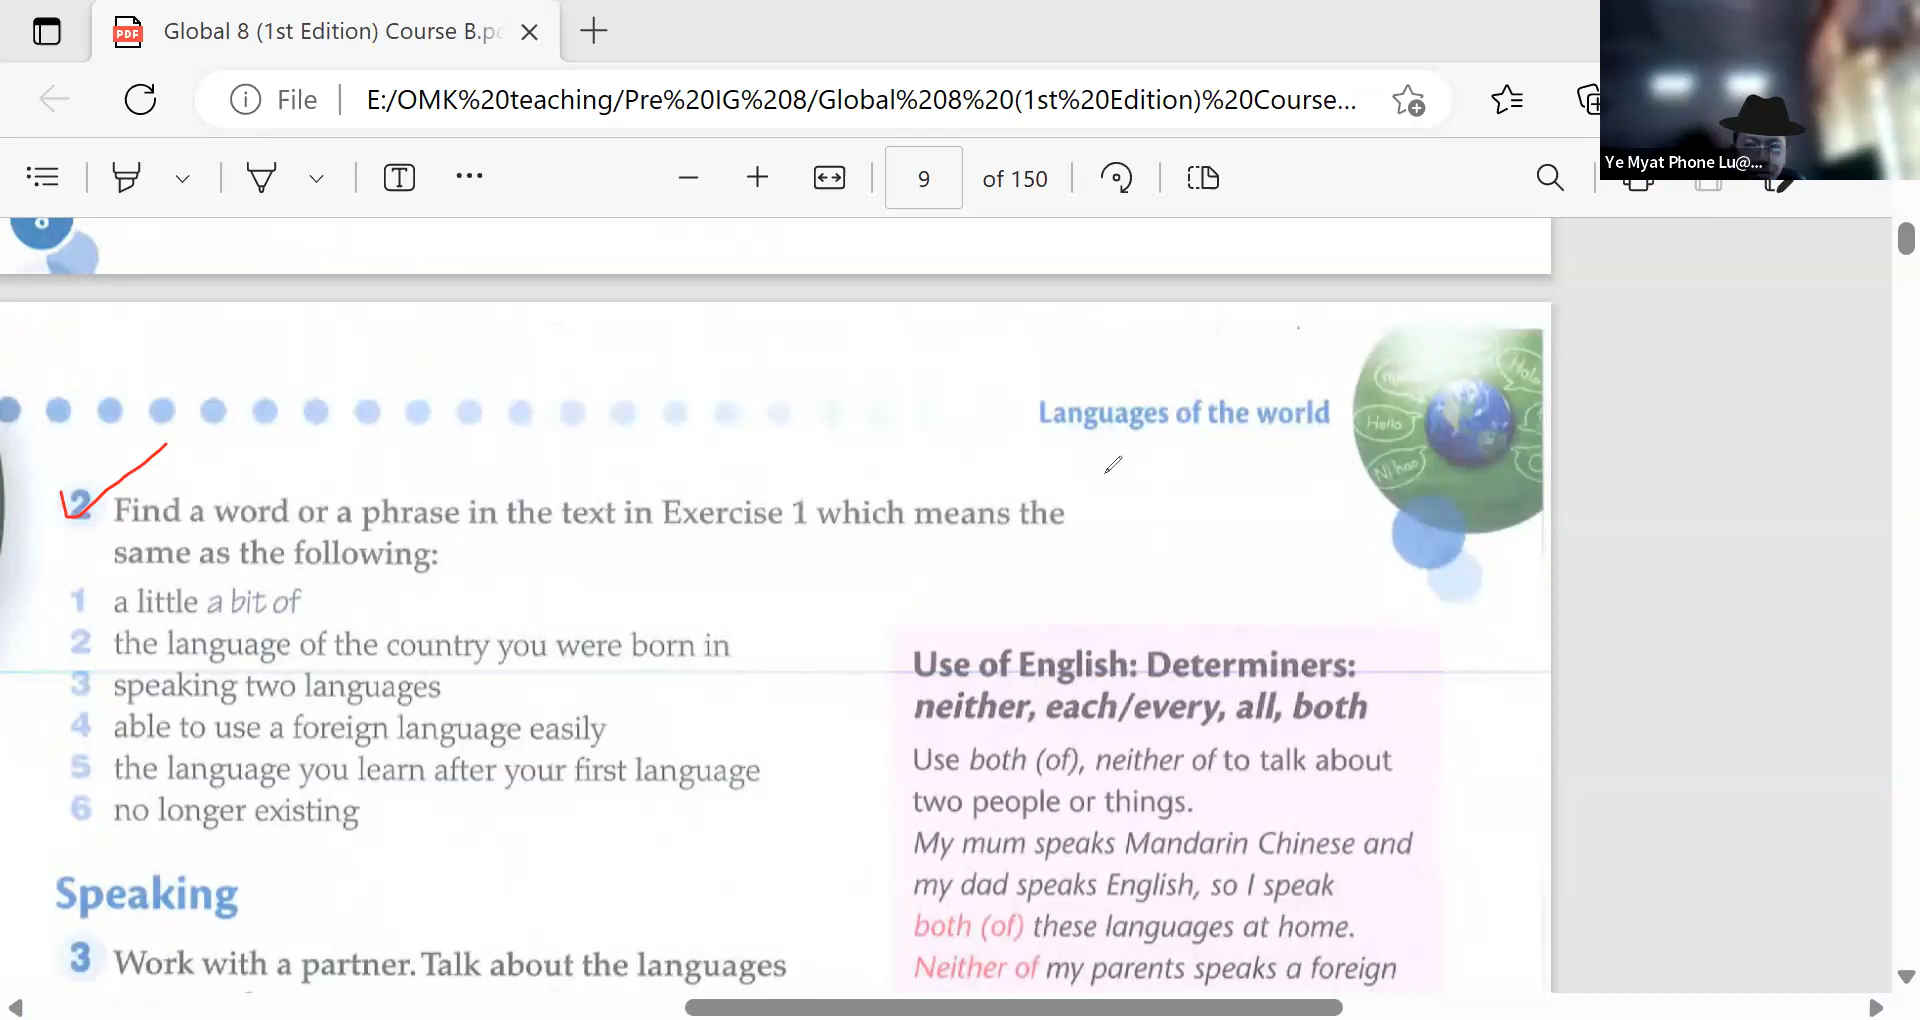 Global 8 (1st Edition) Course B.p
File
E:/OMK%20teaching/Pre%20IG%208/Global%208%20(1st%20Edition)%20Course...
9 of 150
Ye Myat Phone Lu@...
8
Languages of the world
Hello
Ni hao
Hola
2 Find a word or a phrase in the text in Exercise 1 which means the
same as the following:
1 a little a bit of
2 the language of the country you were born in
3 speaking two languages
4 able to use a foreign language easily
5 the language you learn after your first language
6 no longer existing
Speaking
3 Work with a partner. Talk about the languages
Use of English: Determiners:
neither, each/every, all, both
Use both (of), neither of to talk about
two people or things.
My mum speaks Mandarin Chinese and
my dad speaks English, so I speak
both (of) these languages at home.
Neither of my parents speaks a foreign